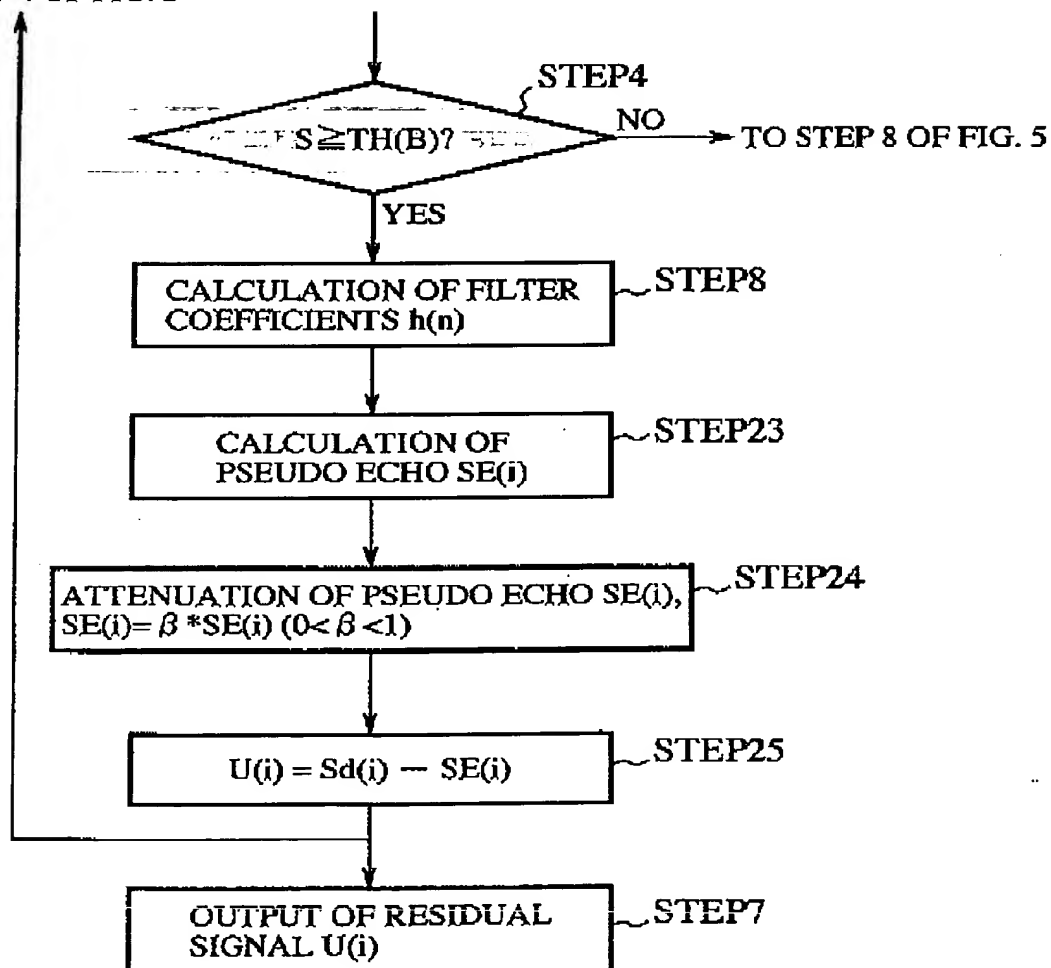 STEP4
S≧TH(B)?
NO
TO STEP 8 OF FIG. 5
YES
CALCULATION OF FILTER
COEFFICIENTS h(n)
STEP8
CALCULATION OF
PSEUDO ECHO SE(i)
STEP23
ATTENUATION OF PSEUDO ECHO SE(i),
SE(i)= β *SE(i) (0< β <1)
STEP24
U(i) = Sd(i) — SE(i)
STEP25
OUTPUT OF RESIDUAL
SIGNAL U(i)
STEP7